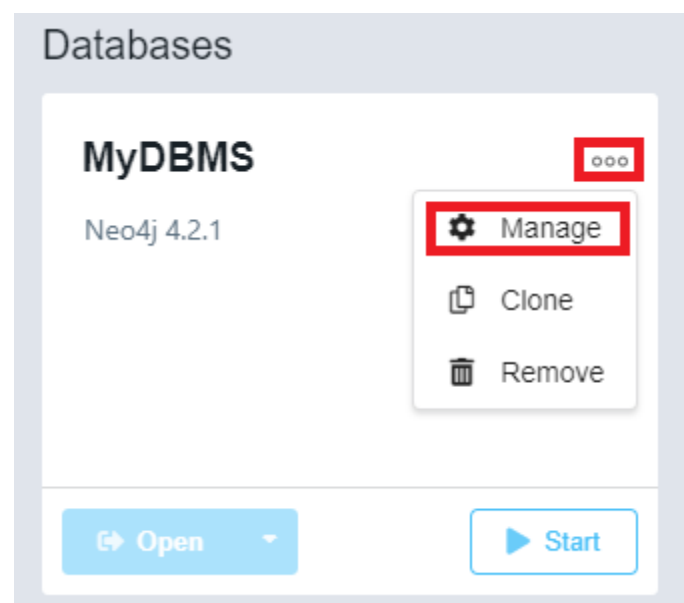 Databases
MyDBMS
Neo4j 4.2.1
Manage
Clone
Remove
Open
Start